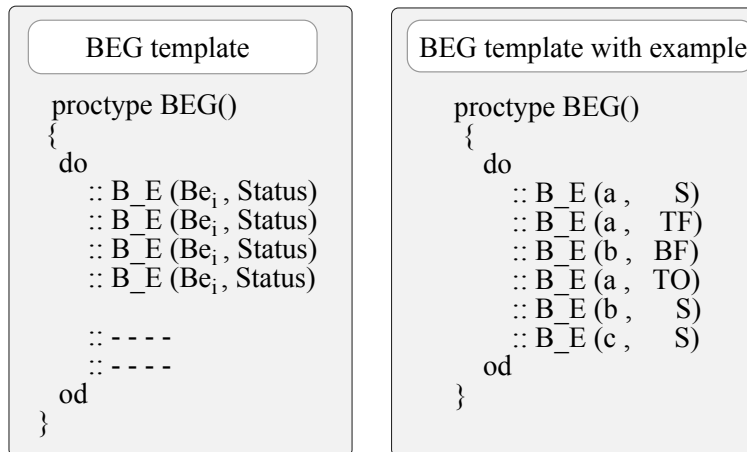 BEG template
proctype BEG()
{
do
:: B_E (Beᵢ , Status)
:: B_E (Beᵢ , Status)
:: B_E (Beᵢ , Status)
:: B_E (Beᵢ , Status)
:: - - - -
:: - - - -
od
}
BEG template with example
proctype BEG()
{
do
:: B_E (a , S)
:: B_E (a , TF)
:: B_E (b , BF)
:: B_E (a , TO)
:: B_E (b , S)
:: B_E (c , S)
od
}